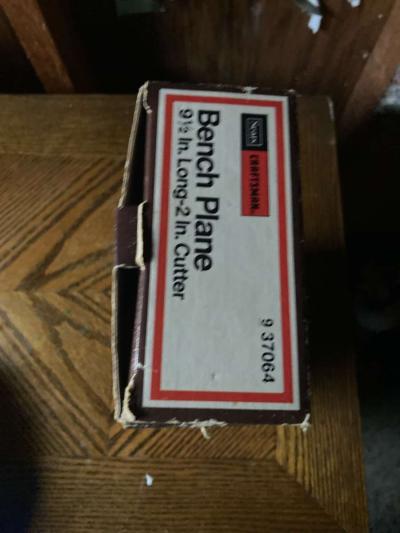 Sears
CRAFTSMAN
Bench Plane
9½ In. Long-2 In. Cutter
9 37064